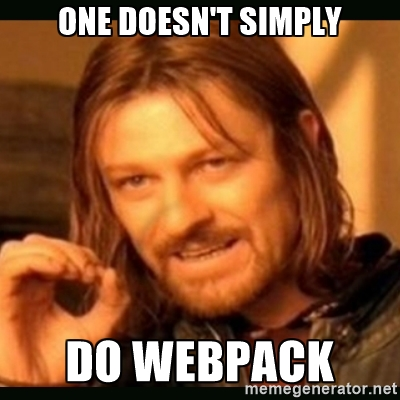 ONE DOESN'T SIMPLY
DO WEBPACK
memegenerator.net